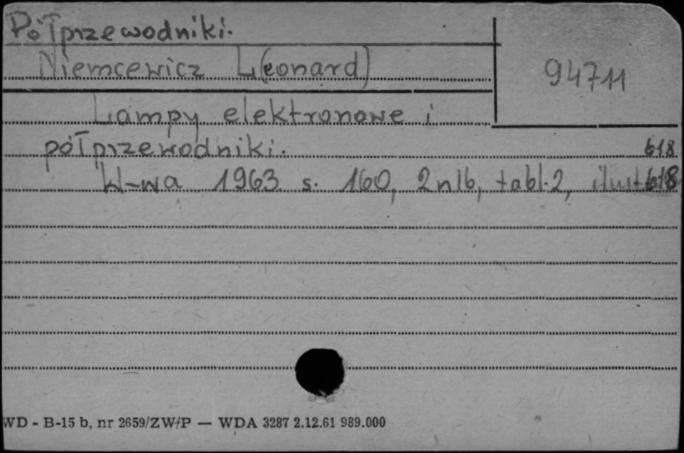 Półprzewodniki.
Niemcewicz L(eonard)
94711
Lampy elektronowe i
półprzewodniki. 618
W-wa 1963 s. 160, 2 nlb, tabl. 2, ilustr. 618
WD - B-15 b, nr 2659/ZW/P — WDA 3287 2.12.61 989.000